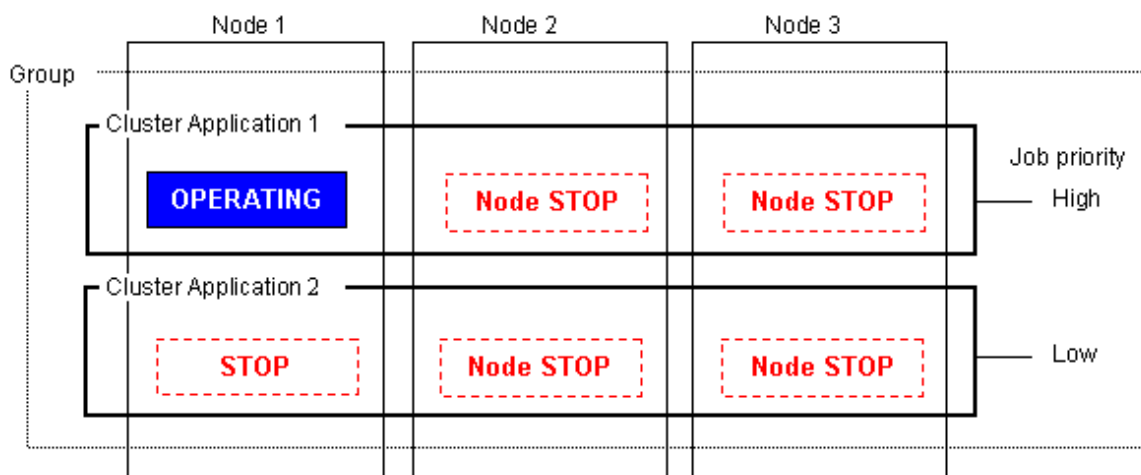 Node 1
Node 2
Node 3
Group
Cluster Application 1
Job priority
OPERATING
Node STOP
Node STOP
High
Cluster Application 2
STOP
Node STOP
Node STOP
Low